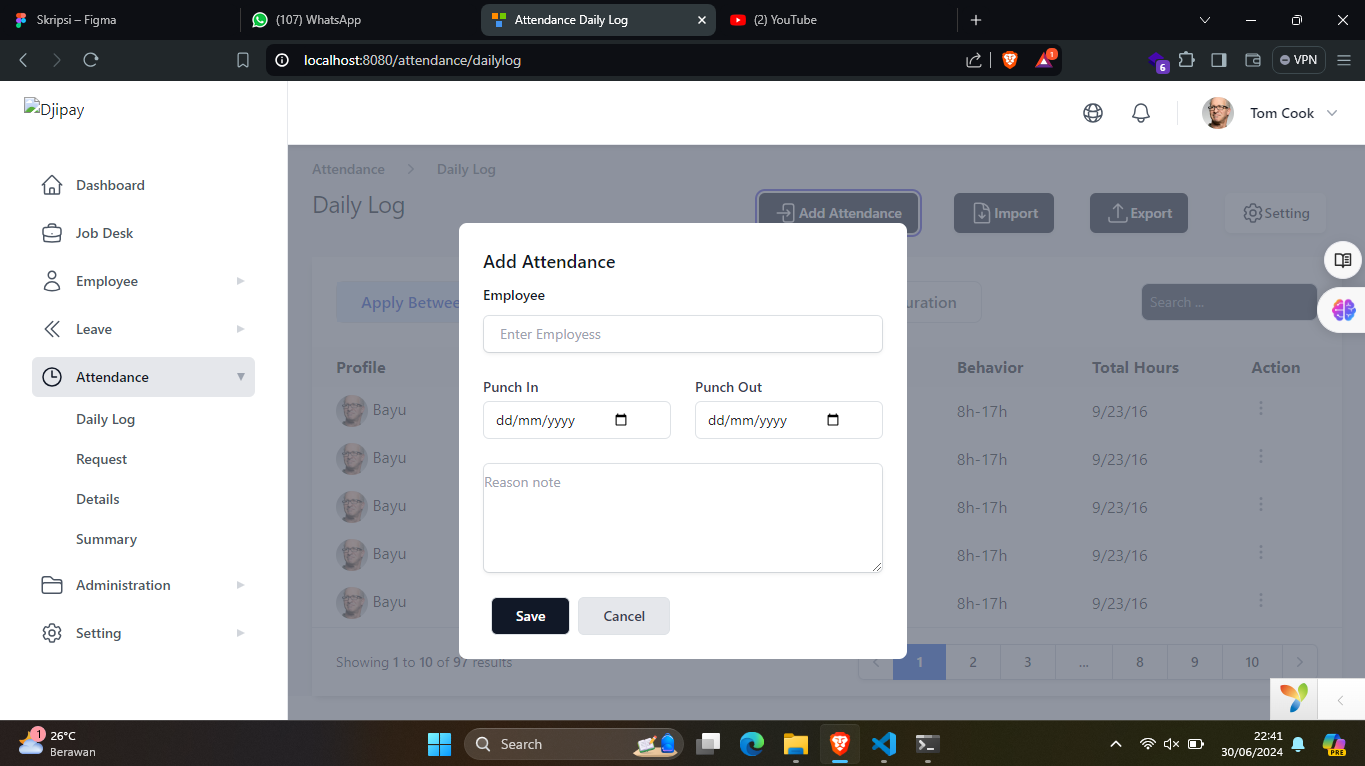 Skripsi – Figma
(107) WhatsApp
Attendance Daily Log
(2) YouTube
localhost:8080/attendance/dailylog
1
6
VPN
Djipay
Tom Cook
Dashboard
Job Desk
Employee
Leave
Attendance
Daily Log
Request
Details
Summary
Administration
Setting
Attendance
Daily Log
Daily Log
Add Attendance
Import
Export
Setting
Apply Betwee
uration
Search ...
Profile
Behavior
Total Hours
Action
Bayu
8h-17h
9/23/16
Bayu
8h-17h
9/23/16
Bayu
8h-17h
9/23/16
Bayu
8h-17h
9/23/16
Bayu
8h-17h
9/23/16
Showing 1 to 10 of 97 results
1
2
3
...
8
9
10
Add Attendance
Employee
Enter Employess
Punch In
Punch Out
dd/mm/yyyy
dd/mm/yyyy
Reason note
Save
Cancel
1
26°C
Berawan
Search
22:41
30/06/2024
PRE